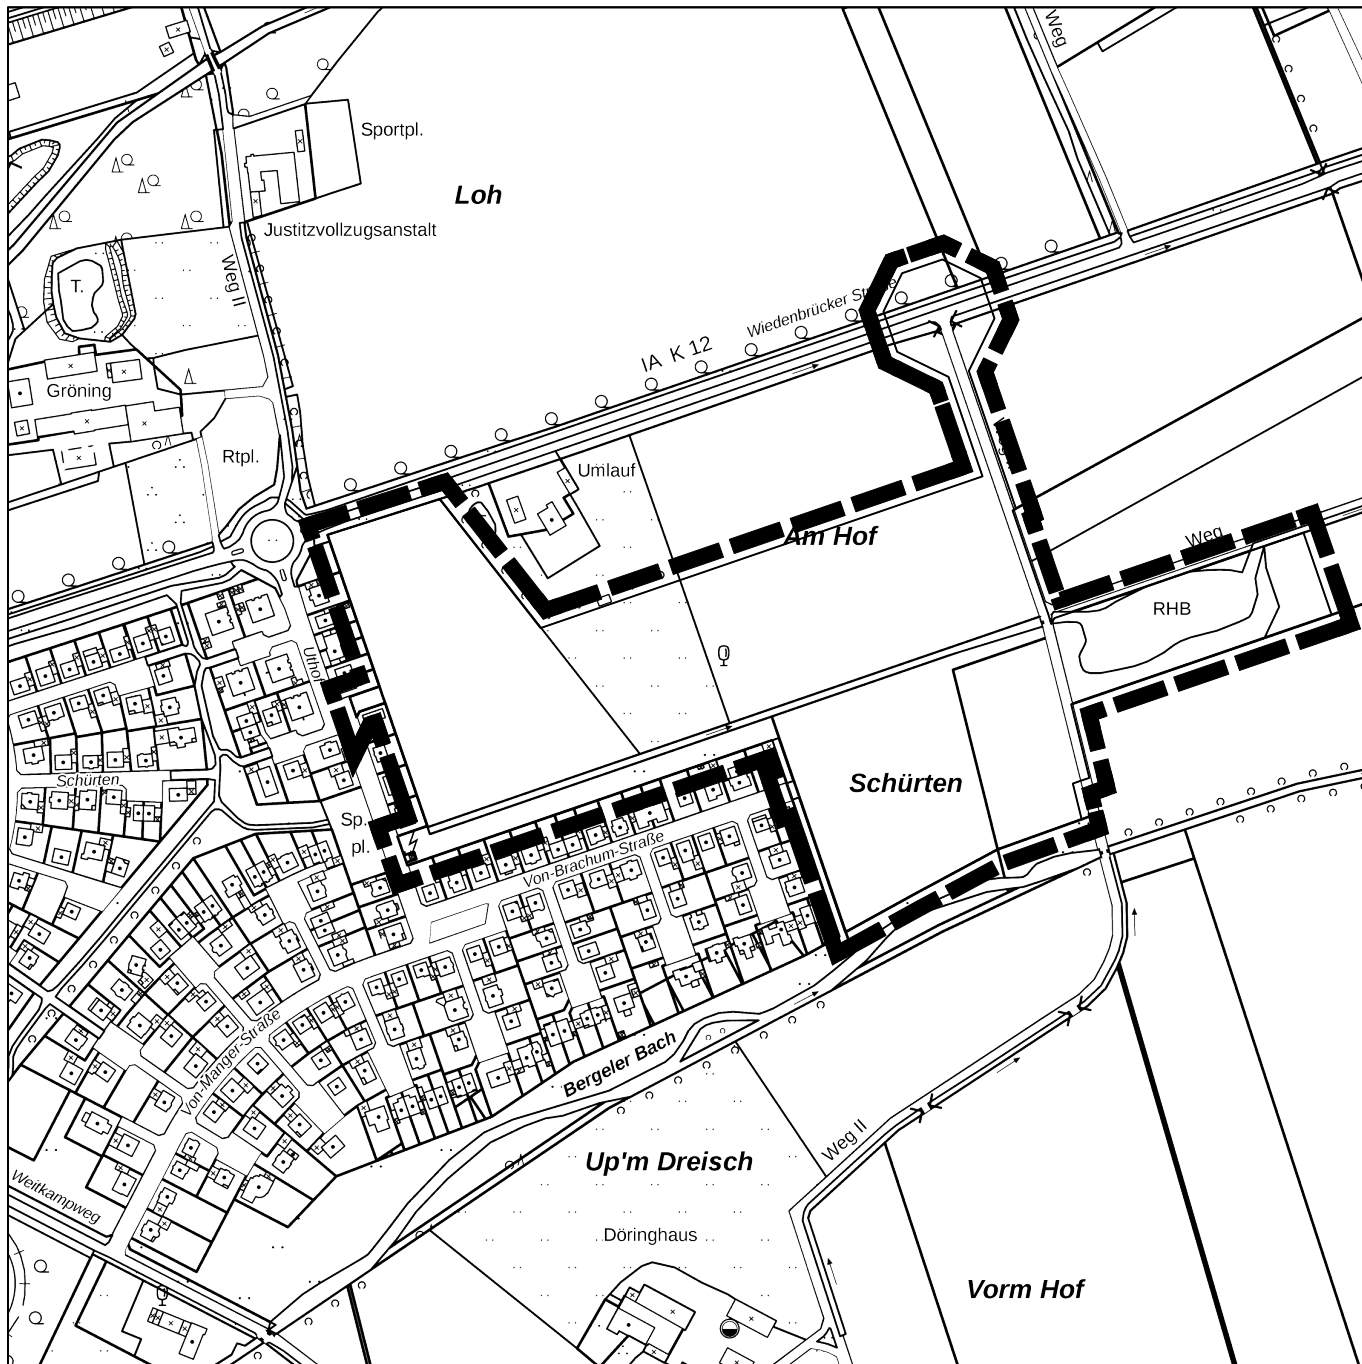 Weg
Sportpl.
Loh
Justitzvollzugsanstalt
Weg II
T.
Wiedenbrücker Straße
IA K 12
Gröning
Rtpl.
Umlauf
Am Hof
Weg
RHB
Uthof
Schürten
Schürten
Sp.
pl.
Von-Brachum-Straße
Von-Manger-Straße
Bergeler Bach
Up'm Dreisch
Weg II
Weitkampweg
Döringhaus
Vorm Hof